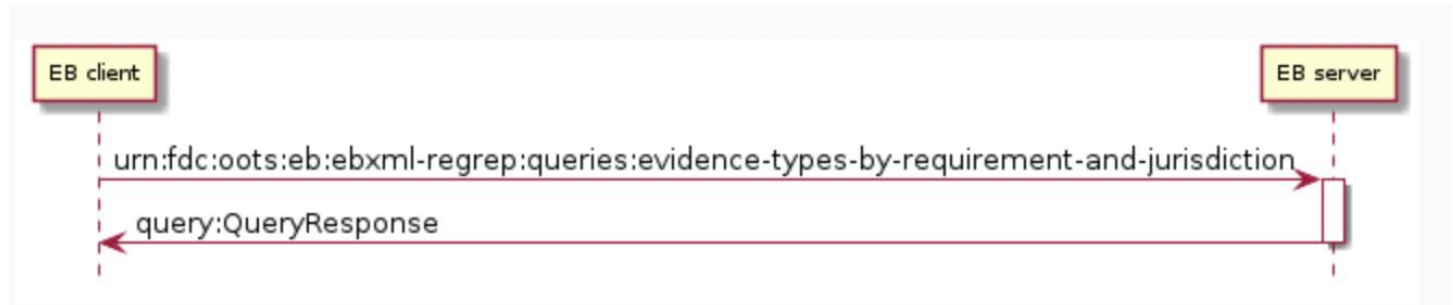 EB client
EB server
urn:fdc:oots:eb:ebxml-regrep:queries:evidence-types-by-requirement-and-jurisdiction
query:QueryResponse